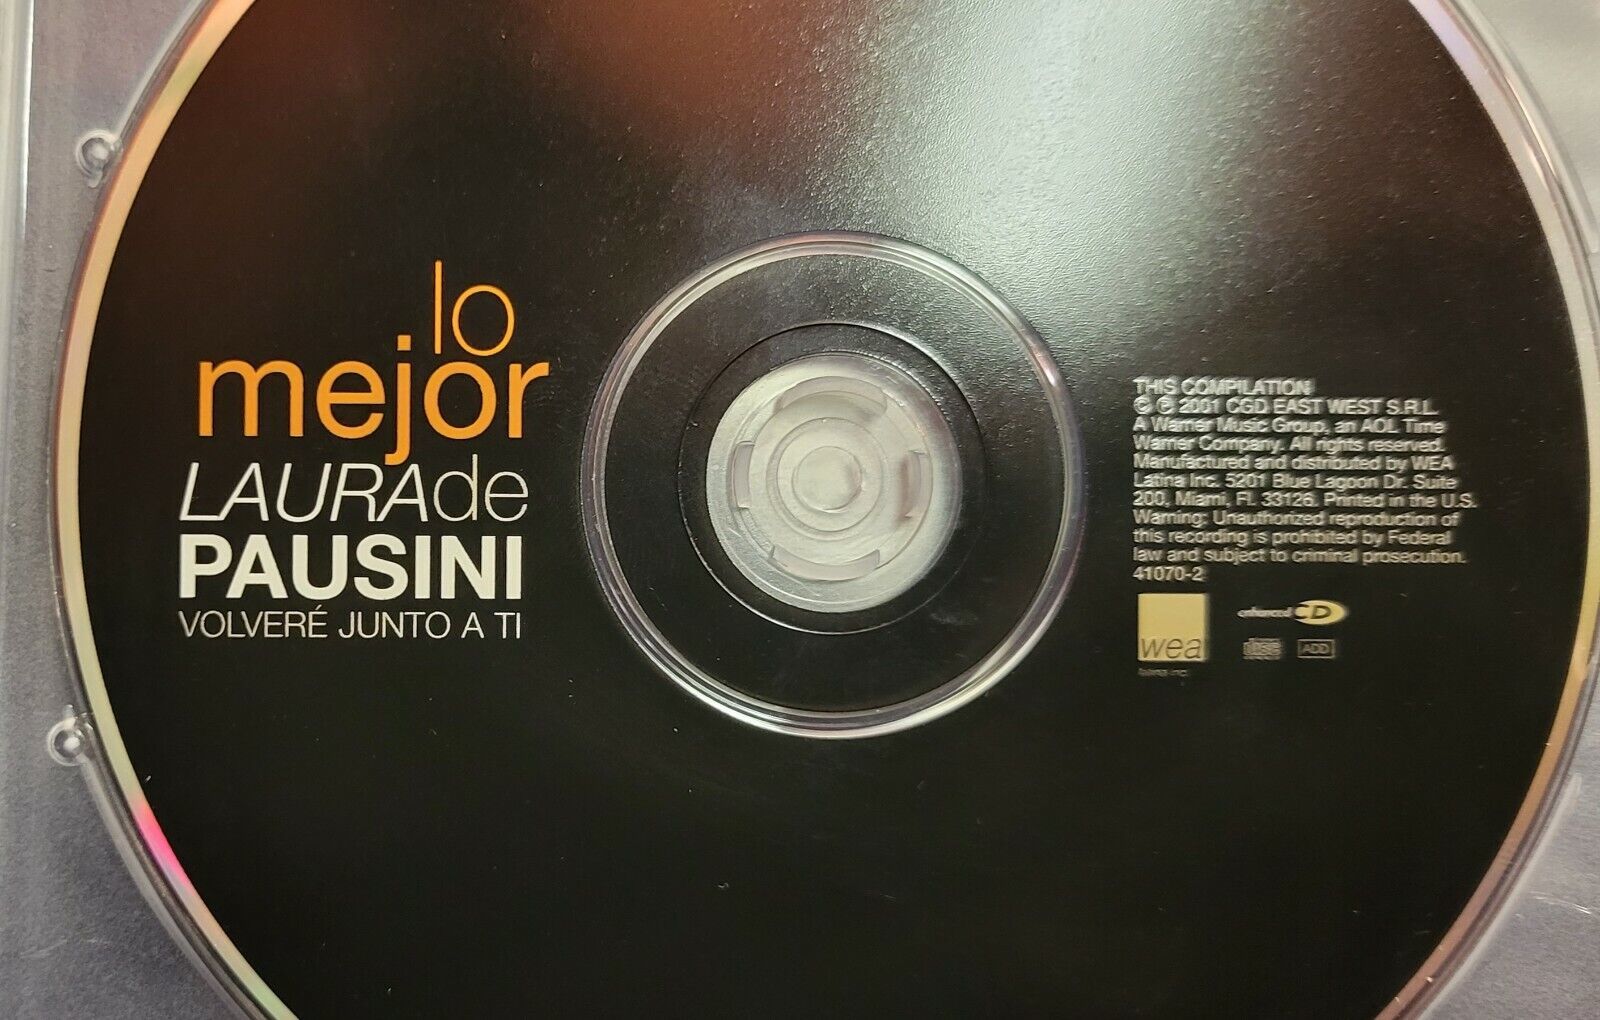 lo
mejor
LAURAde
PAUSINI
VOLVERÉ JUNTO A TI
THIS COMPILATION
© ℗ 2001 CGD EAST WEST S.R.L.
A Warner Music Group, an AOL Time
Warner Company. All rights reserved.
Manufactured and distributed by WEA
Latina Inc. 5201 Blue Lagoon Dr. Suite
200, Miami, Fl. 33126. Printed in the U.S.
Warning: Unauthorized reproduction of
this recording is prohibited by Federal
law and subject to criminal prosecution.
41070-2
wea
enhanced CD
disc
ADD